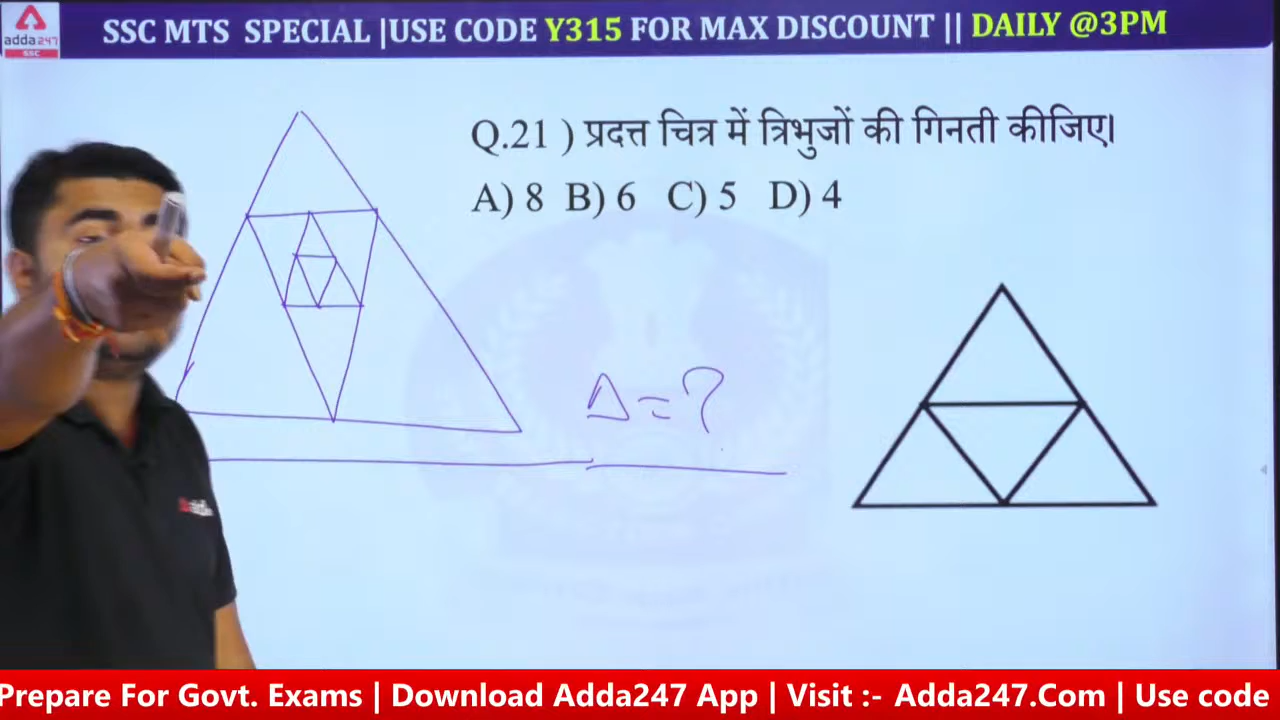 SSC MTS SPECIAL |USE CODE Y315 FOR MAX DISCOUNT || DAILY @3PM
adda247
SSC
Q.21 ) प्रदत्त चित्र में त्रिभुजों की गिनती कीजिए।
A) 8 B) 6 C) 5 D) 4
Δ = ?
Prepare For Govt. Exams | Download Adda247 App | Visit :- Adda247.Com | Use code